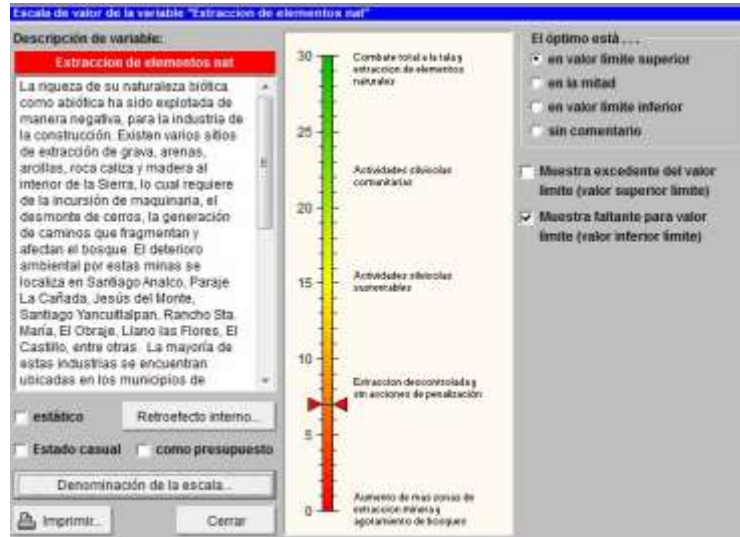 Escala de valor de la variable "Extraccion de elementos nat"
Descripción de variable:
Extraccion de elementos nat
La riqueza de su naturaleza biótica
como abiótica ha sido explotada de
manera negativa, para la industria de
la construcción. Existen varios sitios
de extracción de grava, arenas,
arcillas, roca caliza y madera al
interior de la Sierra, lo cual requiere
de la incursión de maquinaria, el
desmonte de cerros, la generación
de caminos que fragmentan y
afectan el bosque. El deterioro
ambiental por estas minas se
localiza en Santiago Analco, Paraje
La Cañada, Jesús del Monte,
Santiago Yancuitlalpan, Rancho Sta.
María, El Obraje, Llano las Flores, El
Castillo, entre otras. La mayoría de
estas industrias se encuentran
ubicadas en los municipios de
estático
Retroefecto interno...
Estado casual
como presupuesto
Denominación de la escala...
Imprimir...
Cerrar
30
25
20
15
10
5
0
Combate total a la tala y
extraccion de elementos
naturales
Actividades silvicolas
comunitarias
Actividades silvicolas
sustentables
Extraccion descontrolada y
sin acciones de penalización
Aumento de mas zonas de
extraccion minera y
agotamiento de bosques
El óptimo está . . .
en valor límite superior
en la mitad
en valor límite inferior
sin comentario
Muestra excedente del valor
límite (valor superior límite)
Muestra faltante para valor
límite (valor inferior límite)